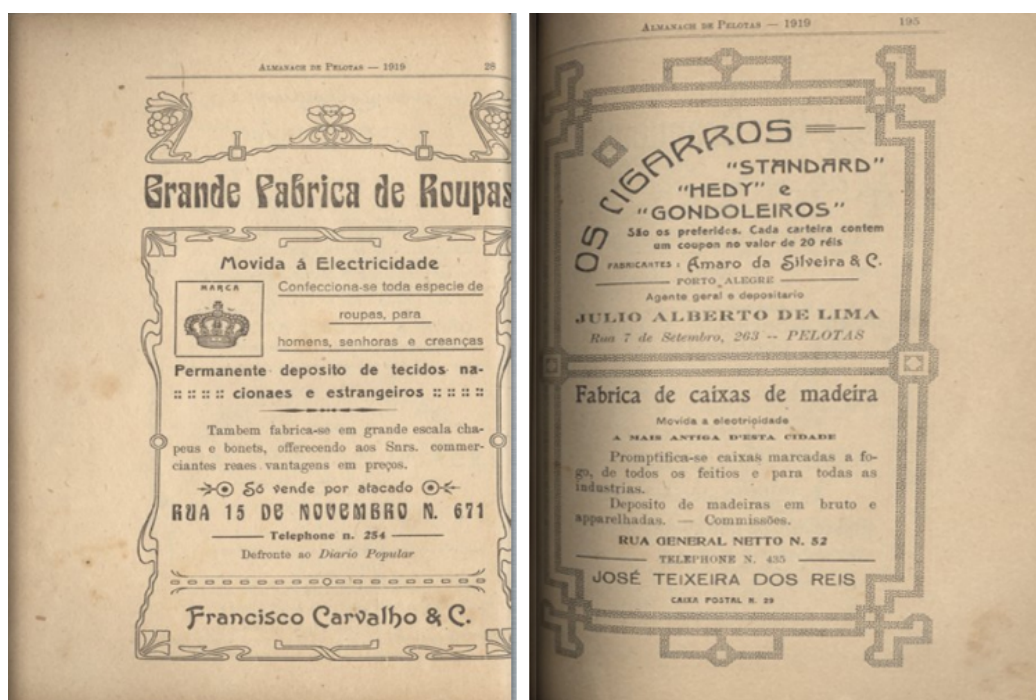 ALMANACH DE PELOTAS — 1919 28
Grande Fabrica de Roupas
Movida á Electricidade
MARCA
Confecciona-se toda especie de
roupas, para
homens, senhoras e creanças
Permanente deposito de tecidos na-
:: :: :: :: cionaes e estrangeiros :: :: :: ::
Tambem fabrica-se em grande escala cha-
peus e bonets, offerecendo aos Snrs. commer-
ciantes reaes vantagens em preços.
Só vende por atacado
RUA 15 DE NOVEMBRO N. 671
Telephone n. 254
Defronte ao Diario Popular
Francisco Carvalho & C.
ALMANACH DE PELOTAS — 1919 195
OS CIGARROS
"STANDARD"
"HEDY" e
"GONDOLEIROS"
São os preferidos. Cada carteira contem
um coupon no valor de 20 réis
FABRICANTES : Amaro da Silveira & C.
PORTO ALEGRE
Agente geral e depositario
JULIO ALBERTO DE LIMA
Rua 7 de Setembro, 263 -- PELOTAS
Fabrica de caixas de madeira
Movida a electricidade
A MAIS ANTIGA D'ESTA CIDADE
Promptifica-se caixas marcadas a fo-
go, de todos os feitios e para todas as
industrias.
Deposito de madeiras em bruto e
apparelhadas. — Commissões.
RUA GENERAL NETTO N. 52
TELEPHONE N. 435
JOSÉ TEIXEIRA DOS REIS
CAIXA POSTAL N. 29